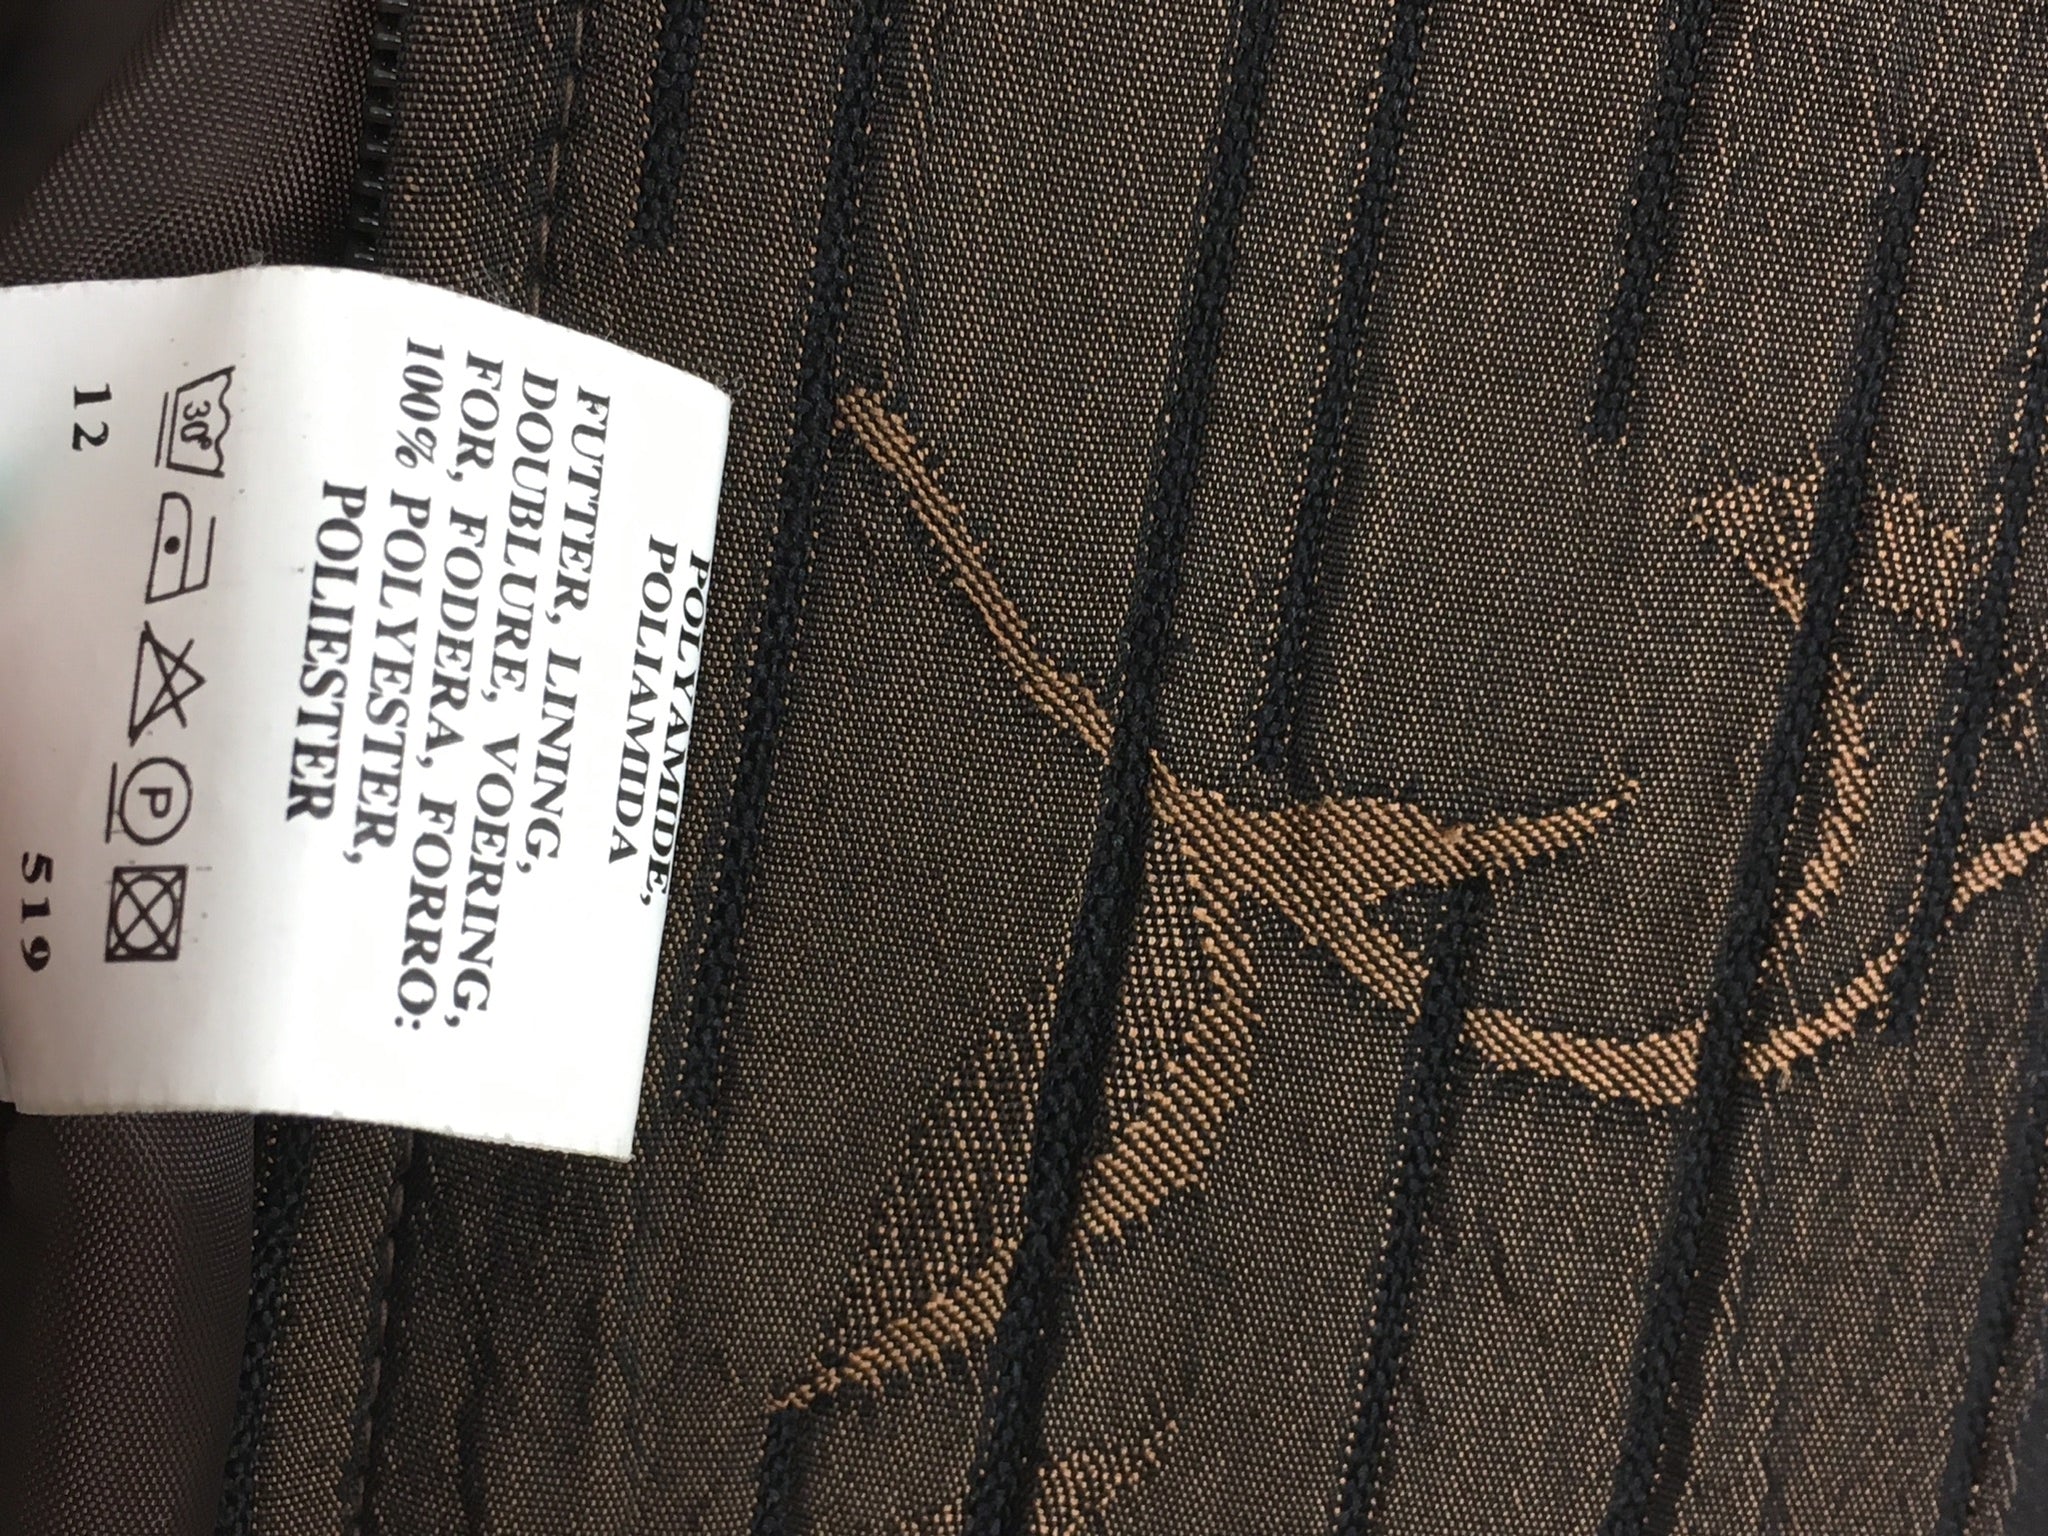 POLYAMIDE,
POLIAMIDA
FUTTER, LINING,
DOUBLURE, VOERING,
FOR, FODERA, FORRO:
100% POLYESTER,
POLIESTER
30° P
12 519